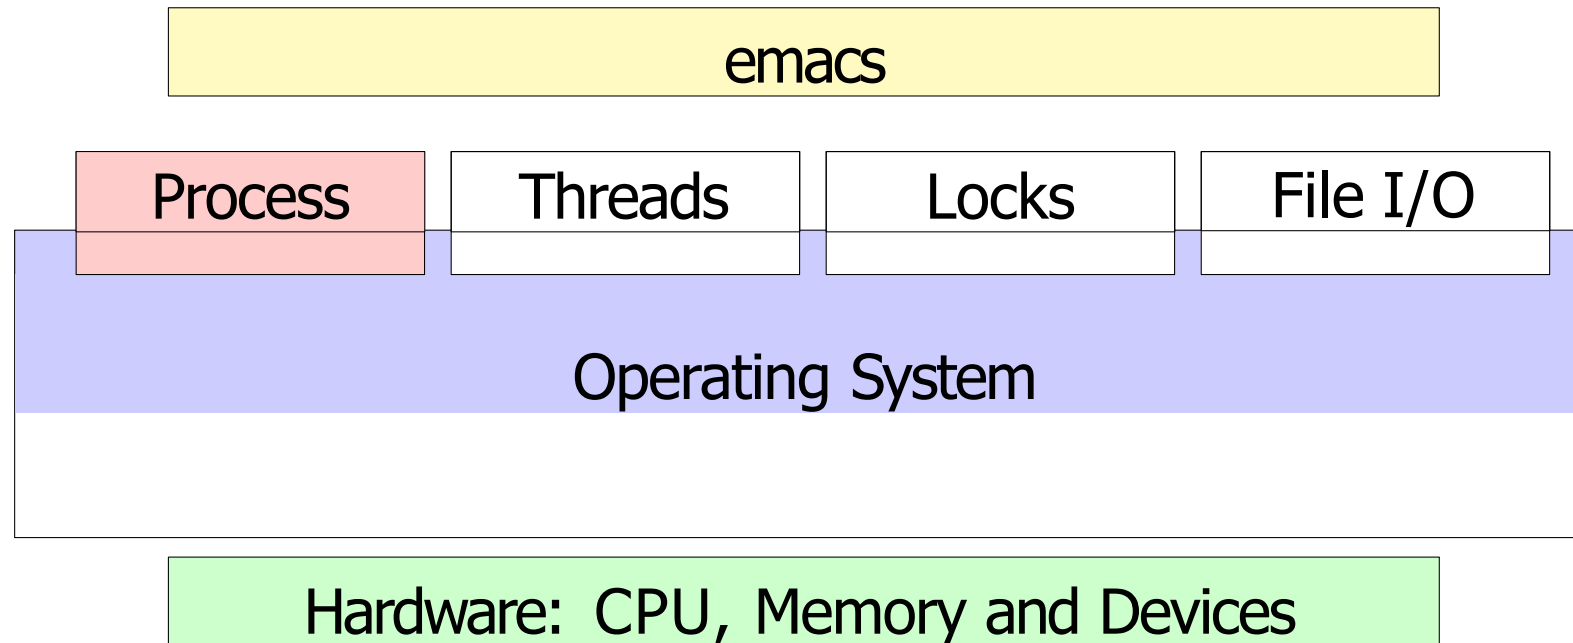 emacs
Process Threads Locks File I/O
Operating System
Hardware: CPU, Memory and Devices